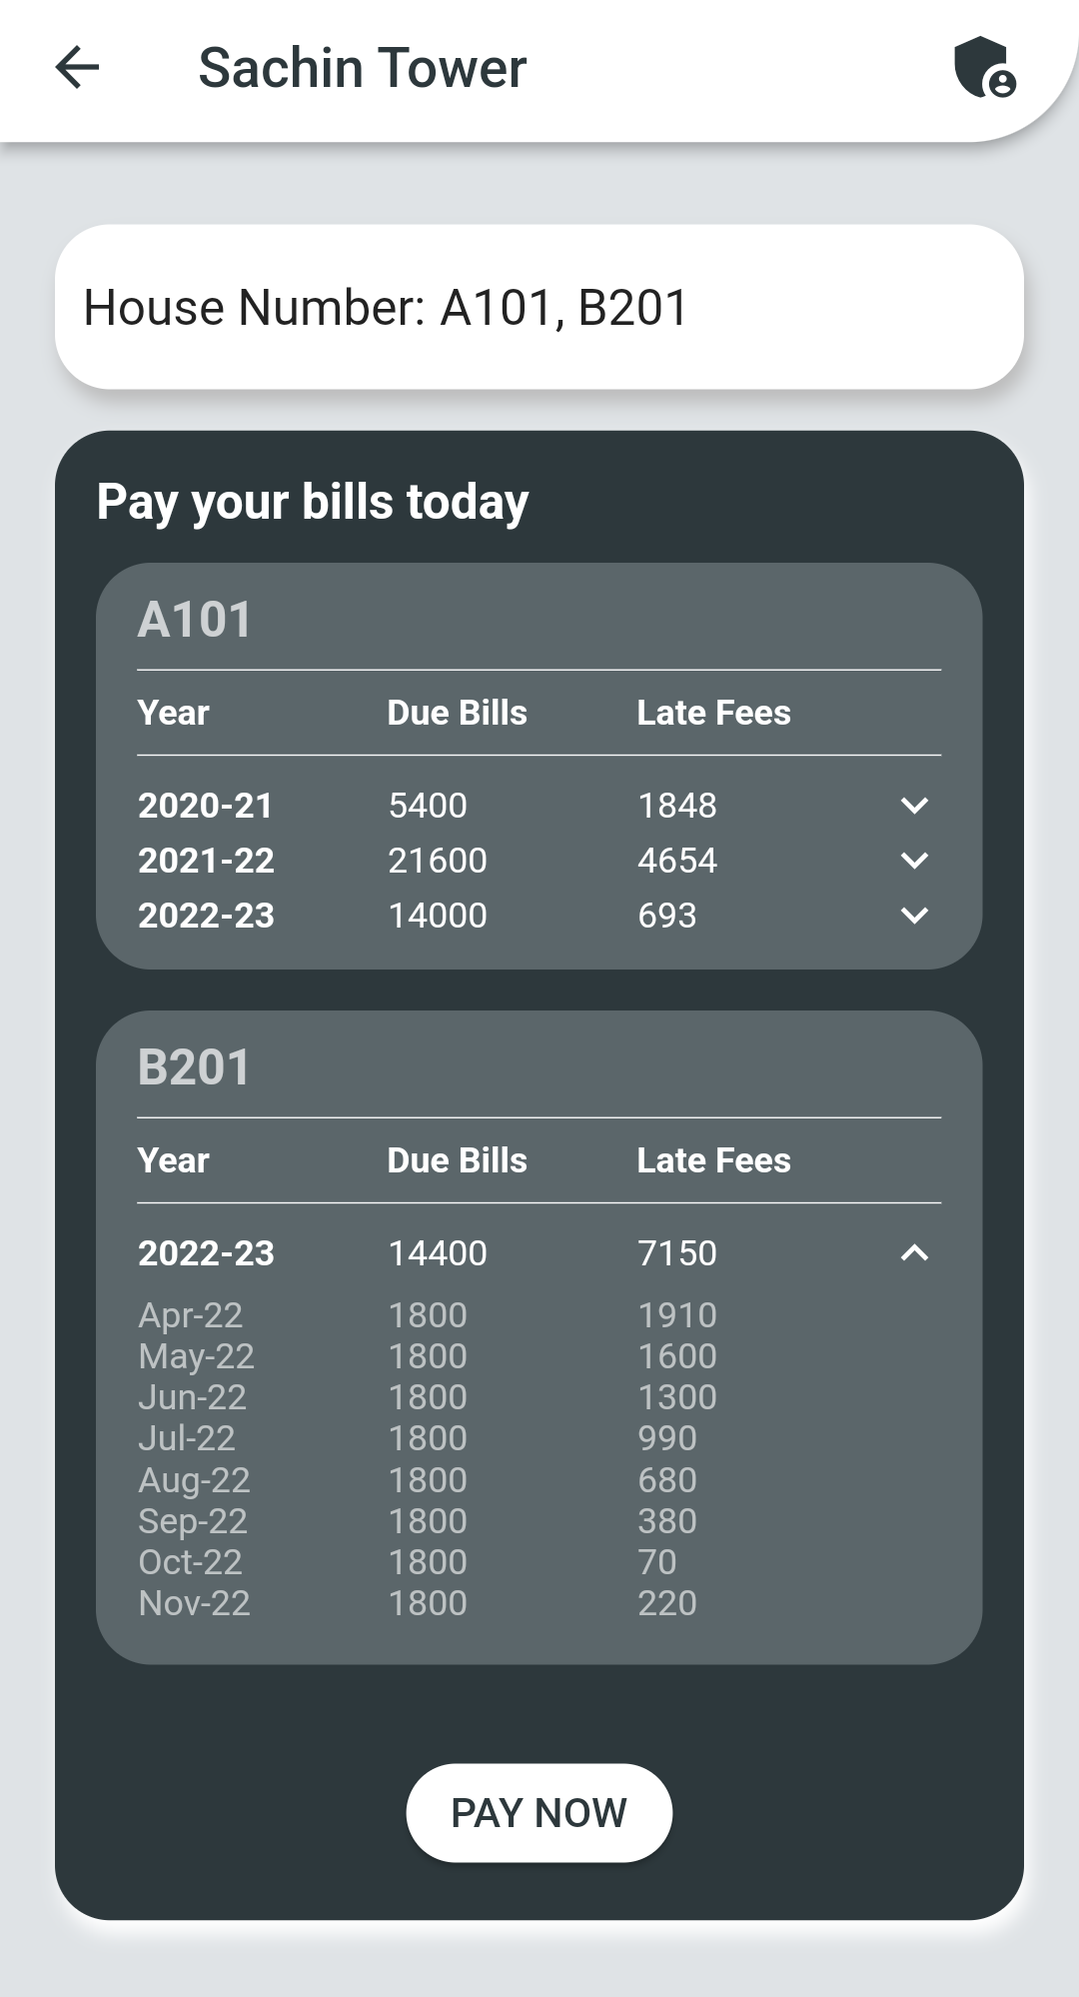 Sachin Tower
House Number: A101, B201
Pay your bills today
A101
Year Due Bills Late Fees
2020-21 5400 1848
2021-22 21600 4654
2022-23 14000 693
B201
Year Due Bills Late Fees
2022-23 14400 7150
Apr-22 1800 1910
May-22 1800 1600
Jun-22 1800 1300
Jul-22 1800 990
Aug-22 1800 680
Sep-22 1800 380
Oct-22 1800 70
Nov-22 1800 220
PAY NOW